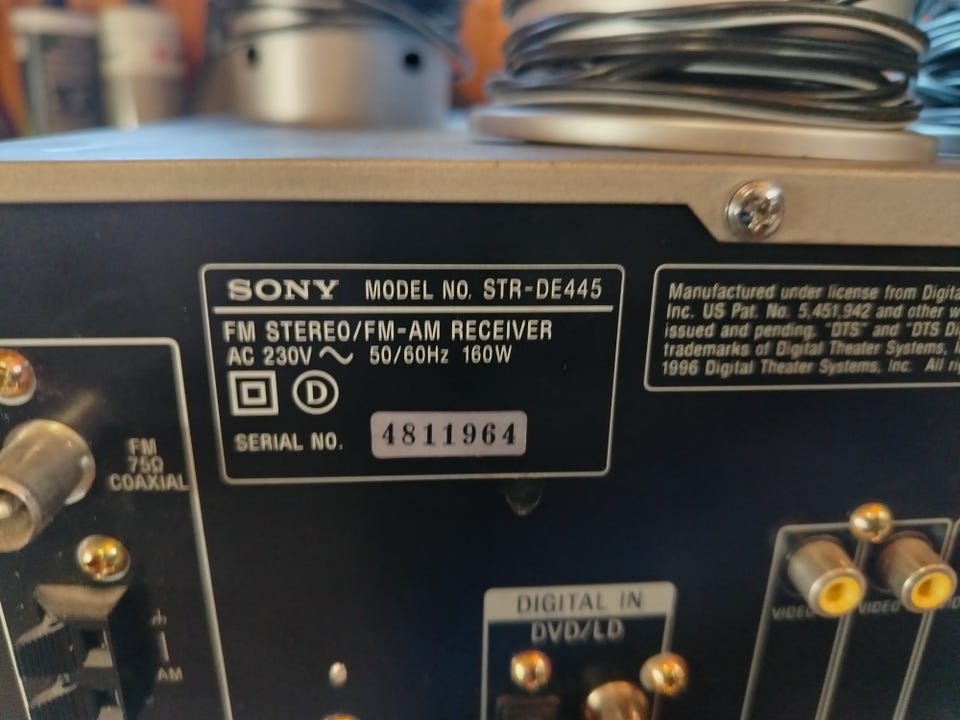 SONY MODEL NO. STR-DE445
FM STEREO/FM-AM RECEIVER
AC 230V ~ 50/60Hz 160W
D
SERIAL NO. 4811964
Manufactured under license from Digita
Inc. US Pat. No. 5,451,942 and other w
issued and pending. "DTS" and "DTS Di
trademarks of Digital Theater Systems, I
1996 Digital Theater Systems, Inc. All rig
FM
75Ω
COAXIAL
AM
DIGITAL IN
DVD/LD
VIDEO VIDEO